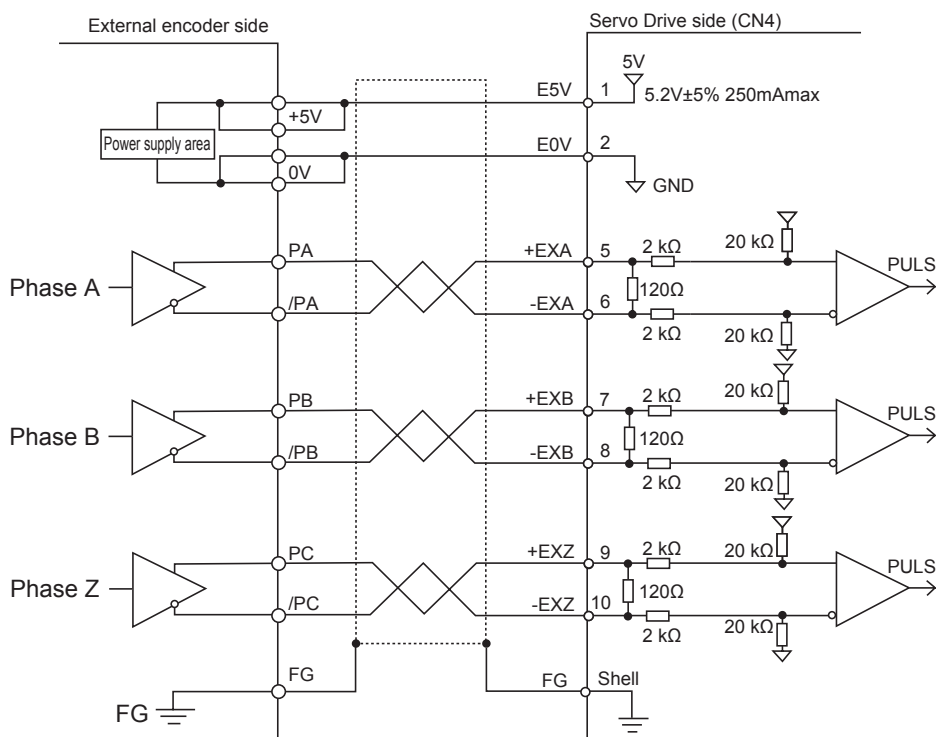 External encoder side
Servo Drive side (CN4)
5V
E5V
1
5.2V±5% 250mAmax
+5V
Power supply area
E0V
2
0V
GND
PA
+EXA
5
2 kΩ
20 kΩ
PULS
Phase A
120Ω
/PA
-EXA
6
2 kΩ
20 kΩ
PB
+EXB
7
2 kΩ
20 kΩ
PULS
Phase B
120Ω
/PB
-EXB
8
2 kΩ
20 kΩ
PC
+EXZ
9
2 kΩ
20 kΩ
PULS
Phase Z
120Ω
/PC
-EXZ
10
2 kΩ
20 kΩ
FG
FG
Shell
FG